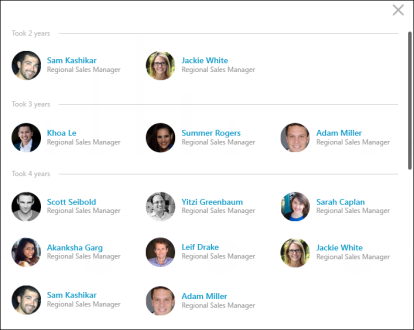 Took 2 years
Sam Kashikar
Regional Sales Manager
Jackie White
Regional Sales Manager
Took 3 years
Khoa Le
Regional Sales Manager
Summer Rogers
Regional Sales Manager
Adam Miller
Regional Sales Manager
Took 4 years
Scott Seibold
Regional Sales Manager
Yitzi Greenbaum
Regional Sales Manager
Sarah Caplan
Regional Sales Manager
Akanksha Garg
Regional Sales Manager
Leif Drake
Regional Sales Manager
Jackie White
Regional Sales Manager
Sam Kashikar
Regional Sales Manager
Adam Miller
Regional Sales Manager